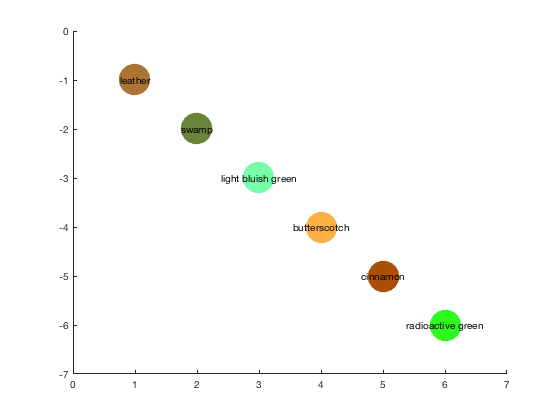 0
-1
leather
-2
swamp
-3
light bluish green
-4
butterscotch
-5
cinnamon
-6
radioactive green
-7
0 1 2 3 4 5 6 7